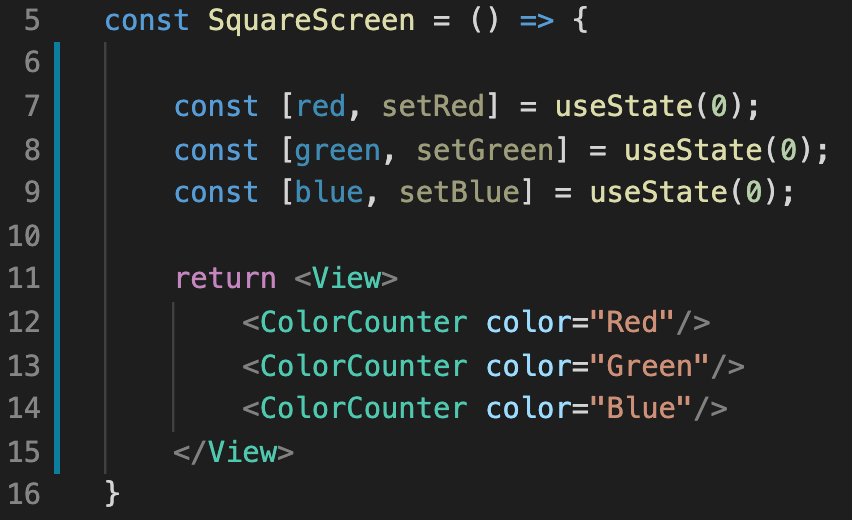 5 const SquareScreen = () => {
6
7 const [red, setRed] = useState(0);
8 const [green, setGreen] = useState(0);
9 const [blue, setBlue] = useState(0);
10
11 return <View>
12 <ColorCounter color="Red"/>
13 <ColorCounter color="Green"/>
14 <ColorCounter color="Blue"/>
15 </View>
16 }